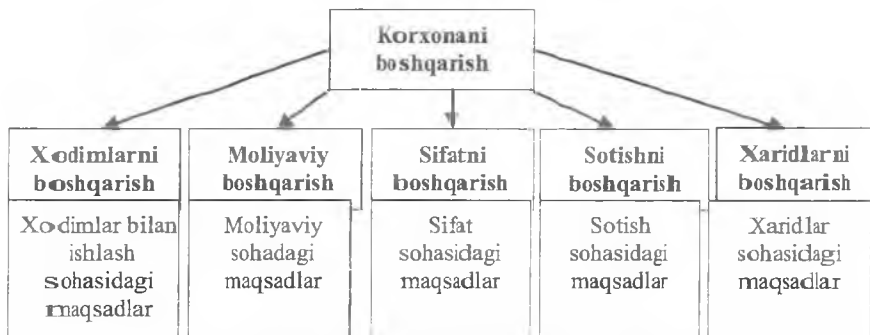 Korxonani
boshqarish
Xodimlarni
boshqarish
Moliyaviy
boshqarish
Sifatni
boshqarish
Sotishni
boshqarish
Xaridlarni
boshqarish
Xodimlar bilan
ishlash
sohasidagi
maqsadlar
Moliyaviy
sohadagi
maqsadlar
Sifat
sohasidagi
maqsadlar
Sotish
sohasidagi
maqsadlar
Xaridlar
sohasidagi
maqsadlar